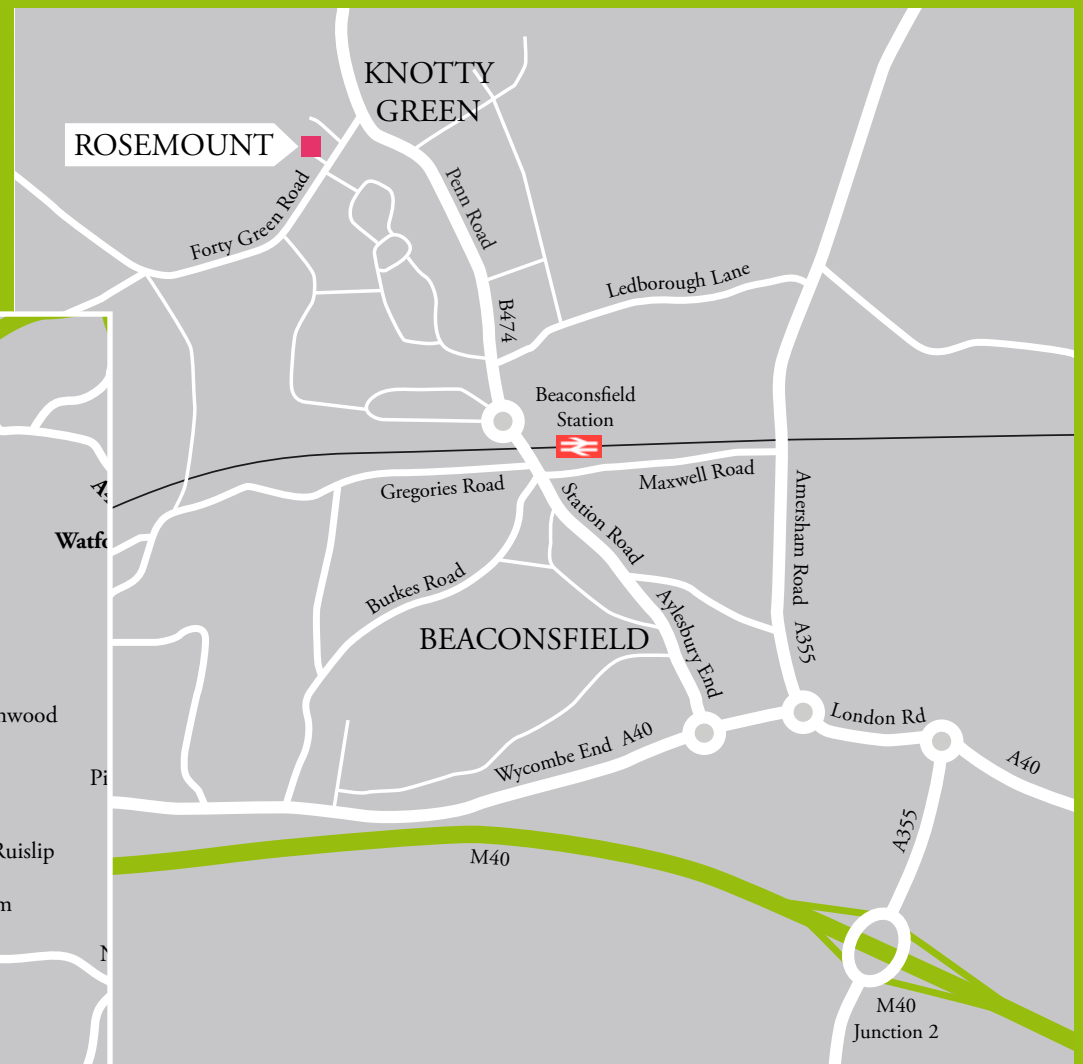 KNOTTY
GREEN
ROSEMOUNT
Forty Green Road
Penn Road
B474
Ledborough Lane
Beaconsfield
Station
Gregories Road
Maxwell Road
Station Road
Amersham Road A355
Burkes Road
Aylesbury End
BEACONSFIELD
Wycombe End A40
London Rd
A40
A355
M40
M40
Junction 2
Ruislip